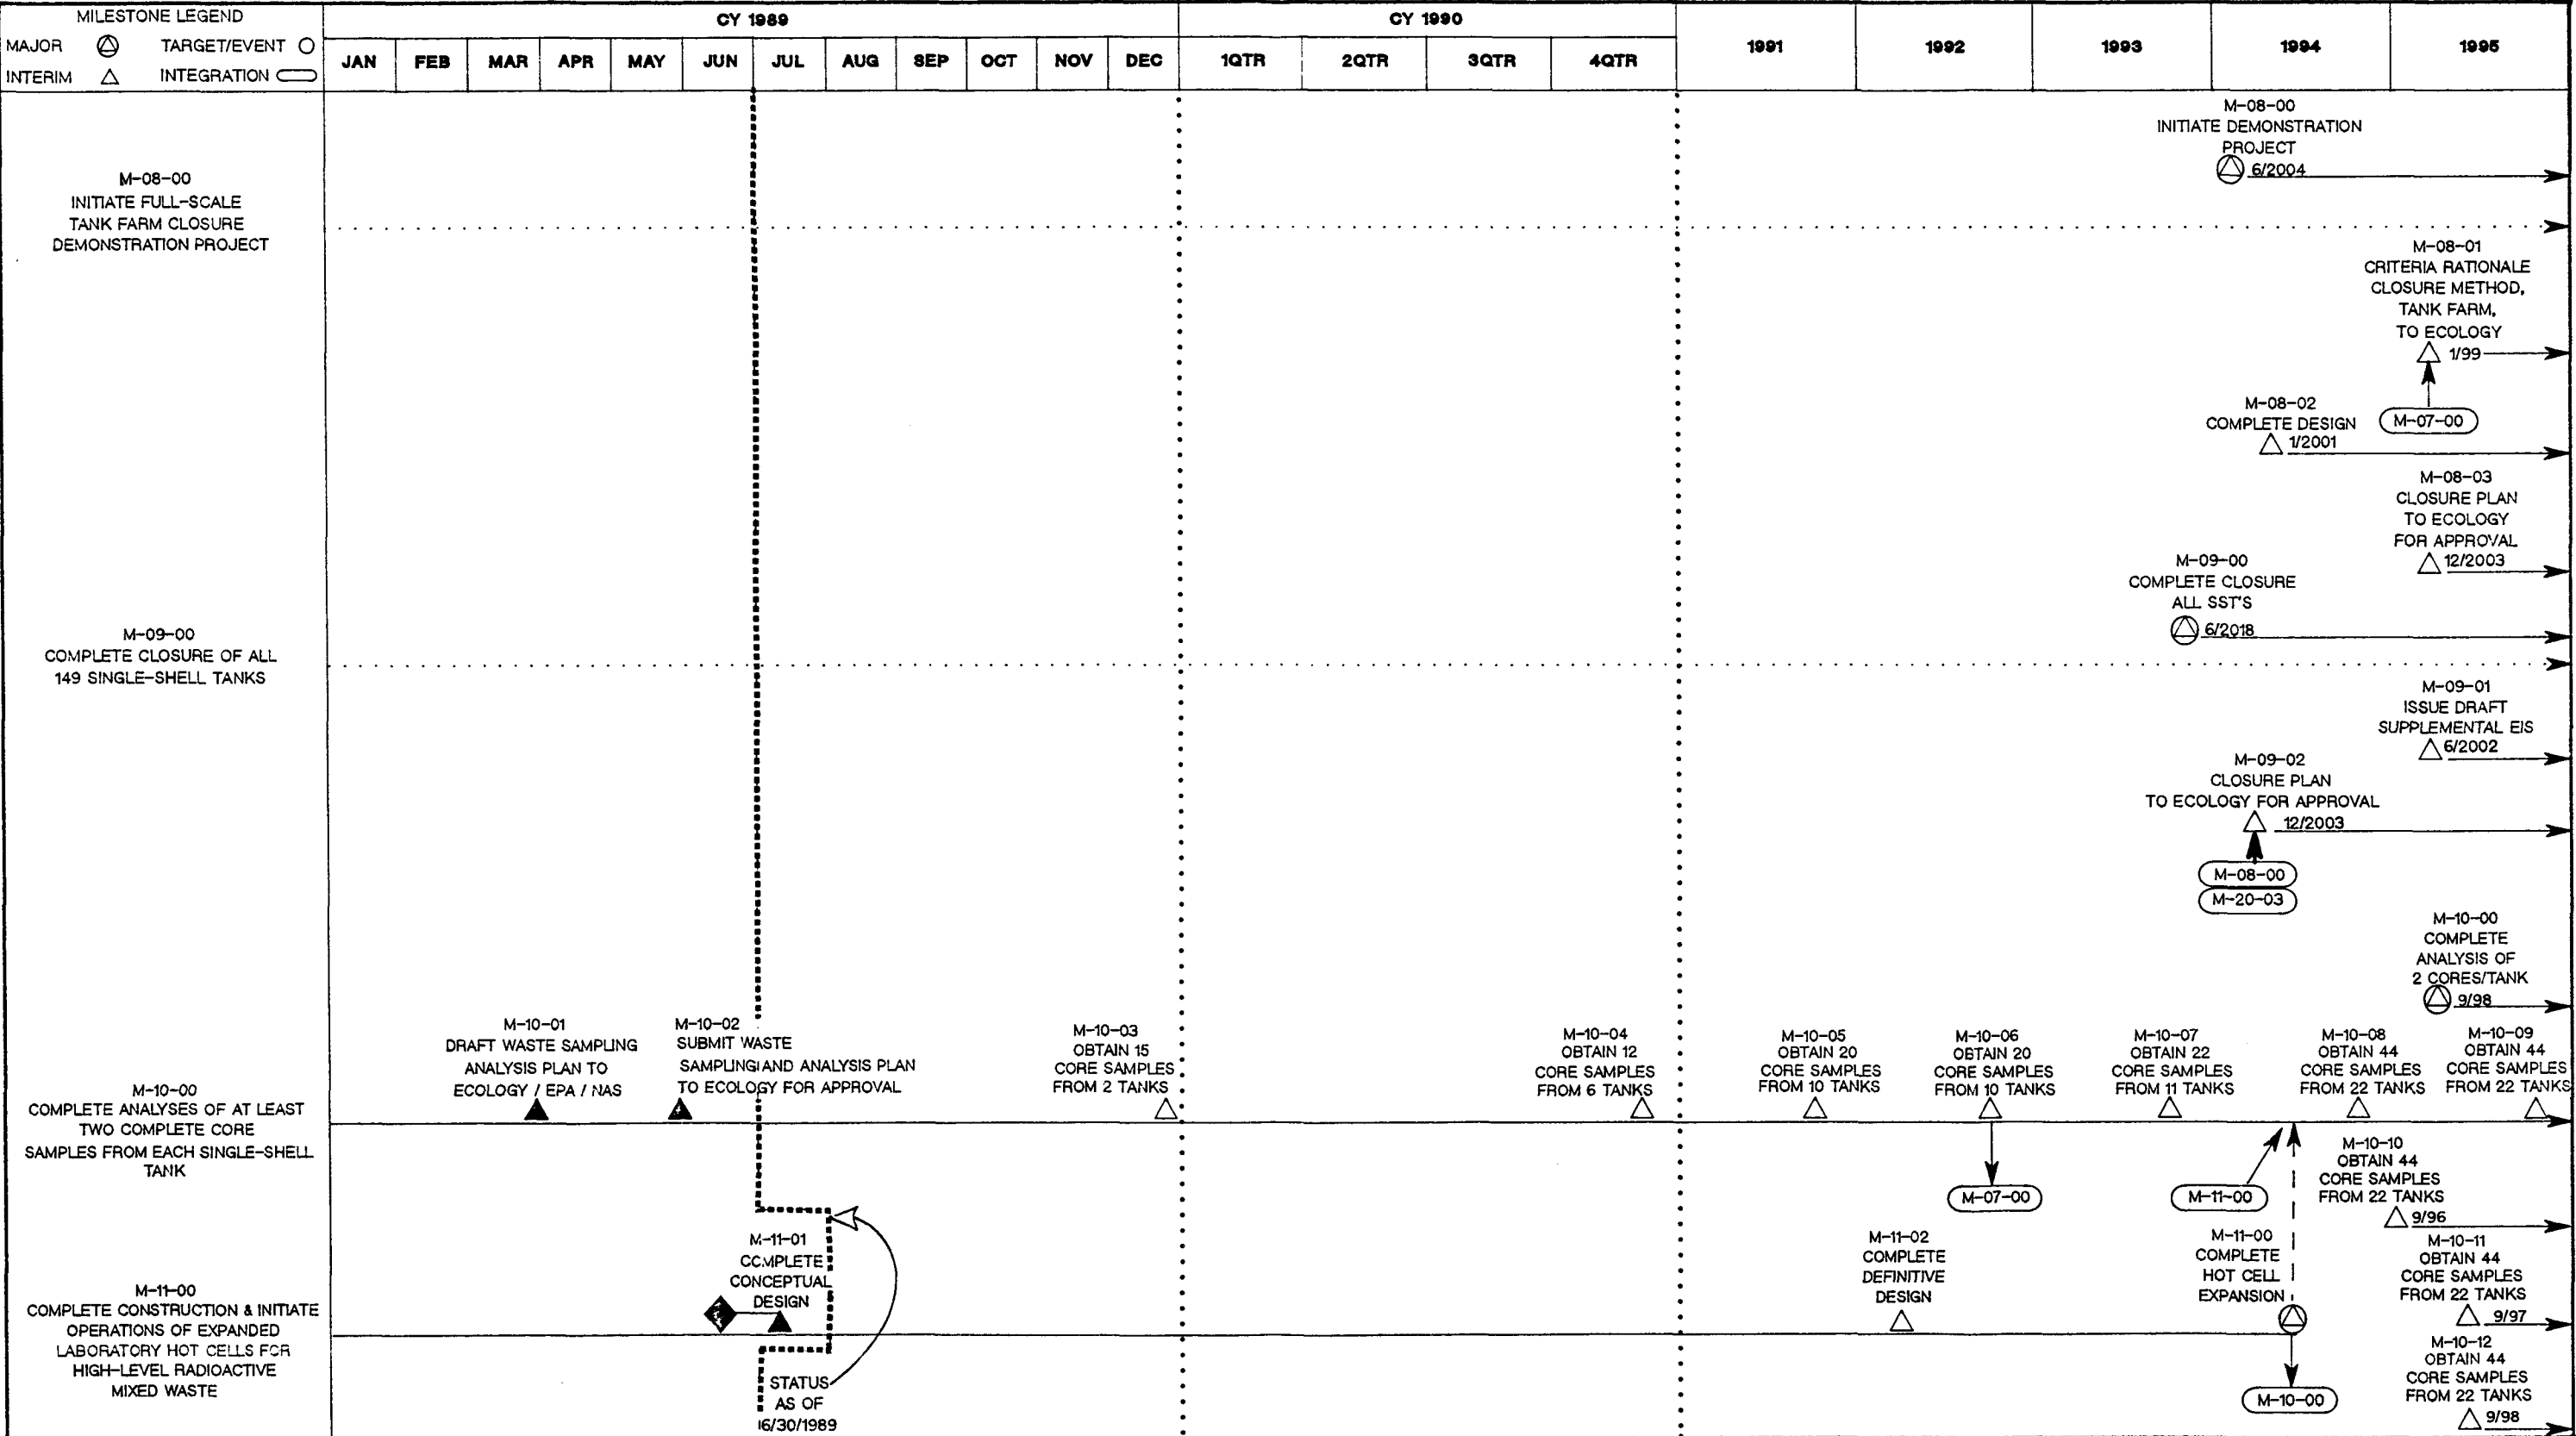 MILESTONE LEGEND
MAJOR TARGET/EVENT
INTERIM INTEGRATION
CY 1989
CY 1990
JAN FEB MAR APR MAY JUN JUL AUG SEP OCT NOV DEC 1QTR 2QTR 3QTR 4QTR 1991 1992 1993 1994 1995
M-08-00
INITIATE FULL-SCALE
TANK FARM CLOSURE
DEMONSTRATION PROJECT
M-08-00
INITIATE DEMONSTRATION
PROJECT
6/2004
M-08-01
CRITERIA RATIONALE
CLOSURE METHOD,
TANK FARM,
TO ECOLOGY
1/99
M-07-00
M-08-02
COMPLETE DESIGN
1/2001
M-08-03
CLOSURE PLAN
TO ECOLOGY
FOR APPROVAL
12/2003
M-09-00
COMPLETE CLOSURE OF ALL
149 SINGLE-SHELL TANKS
M-09-00
COMPLETE CLOSURE
ALL SST'S
6/2018
M-09-01
ISSUE DRAFT
SUPPLEMENTAL EIS
6/2002
M-09-02
CLOSURE PLAN
TO ECOLOGY FOR APPROVAL
12/2003
M-08-00
M-20-03
M-10-00
COMPLETE
ANALYSIS OF
2 CORES/TANK
9/98
M-10-00
COMPLETE ANALYSES OF AT LEAST
TWO COMPLETE CORE
SAMPLES FROM EACH SINGLE-SHELL
TANK
M-10-01
DRAFT WASTE SAMPLING
ANALYSIS PLAN TO
ECOLOGY / EPA / NAS
M-10-02
SUBMIT WASTE
SAMPLING AND ANALYSIS PLAN
TO ECOLOGY FOR APPROVAL
M-10-03
OBTAIN 15
CORE SAMPLES
FROM 2 TANKS
M-10-04
OBTAIN 12
CORE SAMPLES
FROM 6 TANKS
M-10-05
OBTAIN 20
CORE SAMPLES
FROM 10 TANKS
M-10-06
OBTAIN 20
CORE SAMPLES
FROM 10 TANKS
M-10-07
OBTAIN 22
CORE SAMPLES
FROM 11 TANKS
M-10-08
OBTAIN 44
CORE SAMPLES
FROM 22 TANKS
M-10-09
OBTAIN 44
CORE SAMPLES
FROM 22 TANKS
M-07-00
M-11-00
M-10-10
OBTAIN 44
CORE SAMPLES
FROM 22 TANKS
9/96
M-11-00
COMPLETE CONSTRUCTION & INITIATE
OPERATIONS OF EXPANDED
LABORATORY HOT CELLS FOR
HIGH-LEVEL RADIOACTIVE
MIXED WASTE
M-11-01
COMPLETE
CONCEPTUAL
DESIGN
M-11-02
COMPLETE
DEFINITIVE
DESIGN
M-11-00
COMPLETE
HOT CELL
EXPANSION
M-10-11
OBTAIN 44
CORE SAMPLES
FROM 22 TANKS
9/97
M-10-00
M-10-12
OBTAIN 44
CORE SAMPLES
FROM 22 TANKS
9/98
STATUS
AS OF
6/30/1989